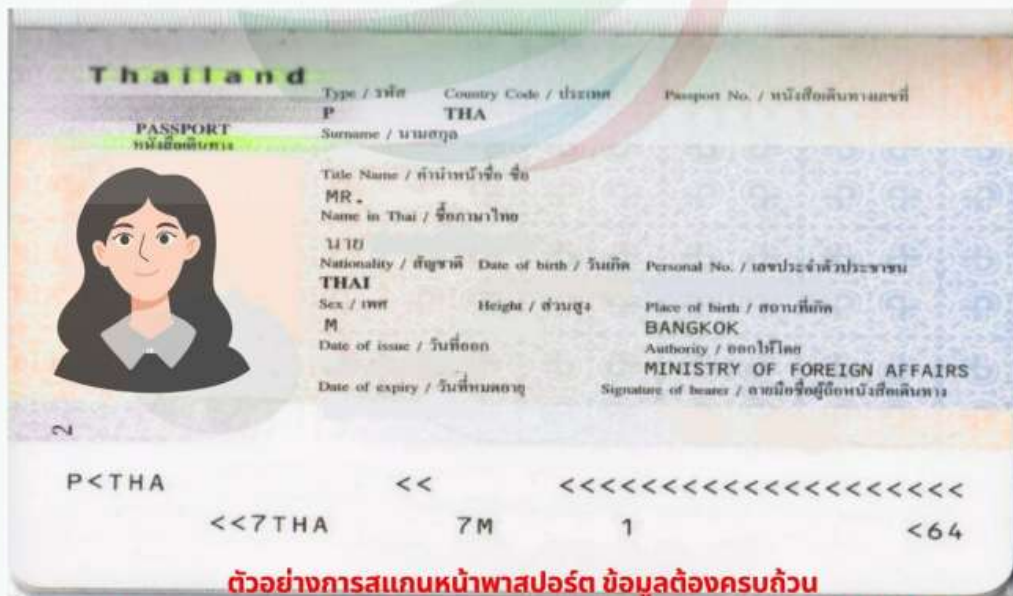 Thailand
PASSPORT
หนังสือเดินทาง
Type / รหัส Country Code / ประเทศ Passport No. / หนังสือเดินทางเลขที่
P THA
Surname / นามสกุล
Title Name / คำนำหน้าชื่อ ชื่อ
MR.
Name in Thai / ชื่อภาษาไทย
นาย
Nationality / สัญชาติ Date of birth / วันเกิด Personal No. / เลขประจำตัวประชาชน
THAI
Sex / เพศ Height / ส่วนสูง Place of birth / สถานที่เกิด
M BANGKOK
Date of issue / วันที่ออก Authority / ออกให้โดย
MINISTRY OF FOREIGN AFFAIRS
Date of expiry / วันที่หมดอายุ Signature of bearer / ลายมือชื่อผู้ถือหนังสือเดินทาง
2
P<THA << <<<<<<<<<<<<<<<<<<<<
<<7THA 7M 1 <64
ตัวอย่างการสแกนหน้าพาสปอร์ต ข้อมูลต้องครบถ้วน